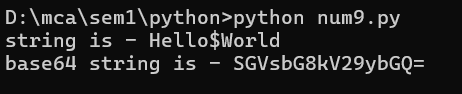 D:\mca\sem1\python>python num9.py
string is - Hello$World
base64 string is - SGVsbG8kV29ybGQ=